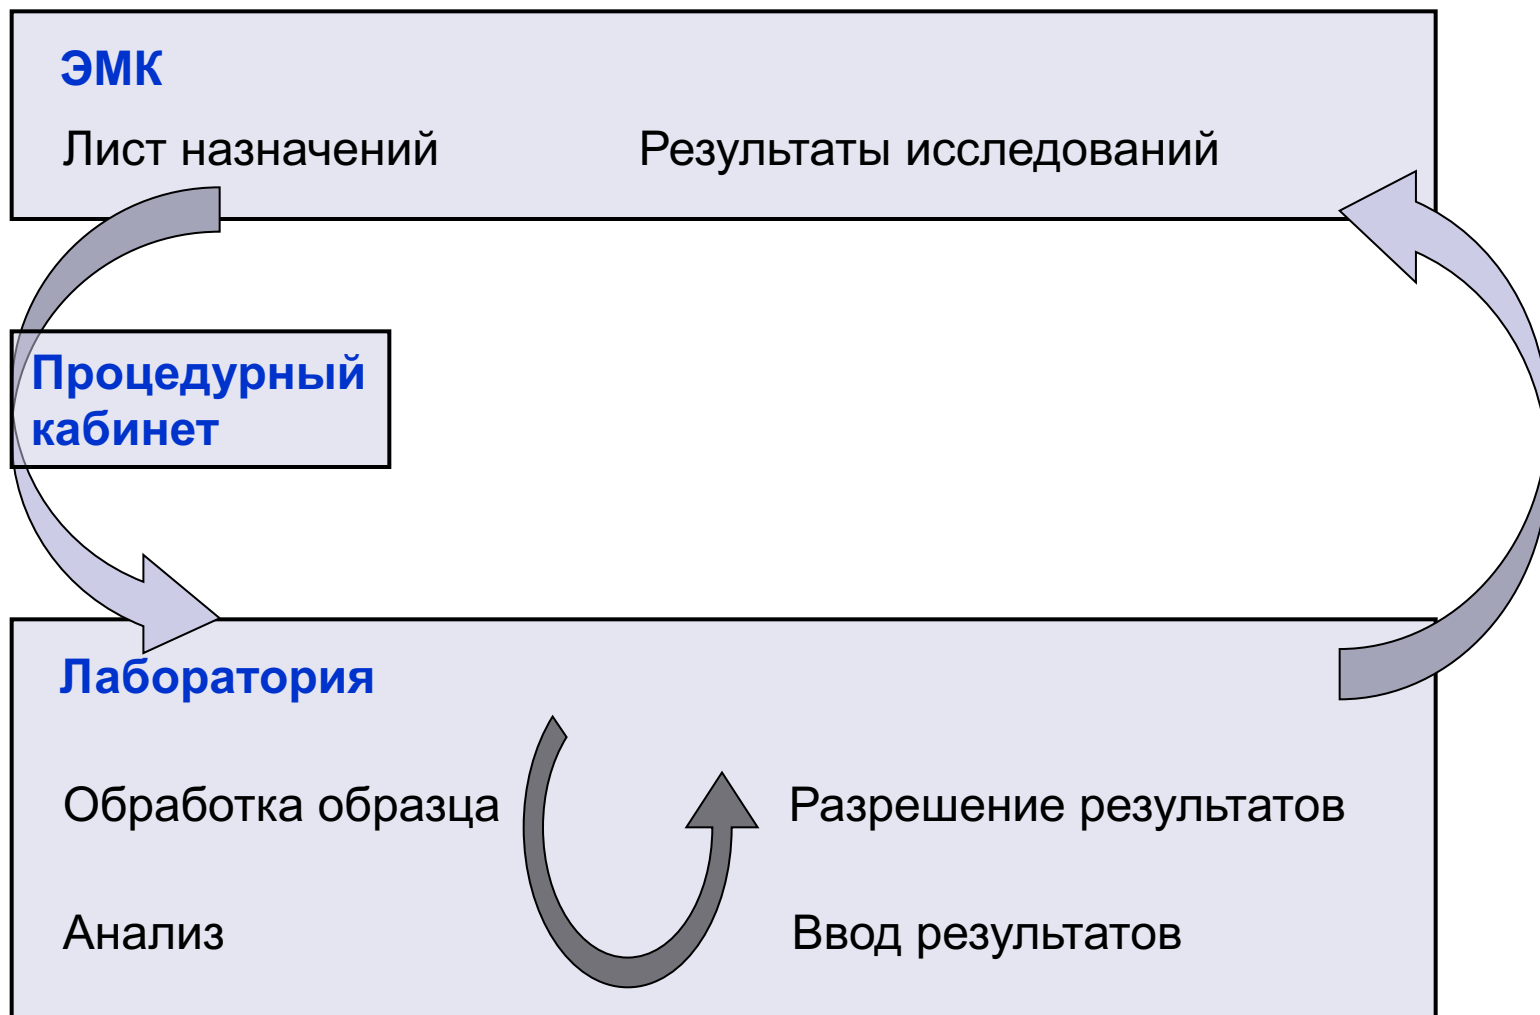 ЭМК
Лист назначений
Результаты исследований
Процедурный
кабинет
Лаборатория
Обработка образца
Разрешение результатов
Анализ
Ввод результатов